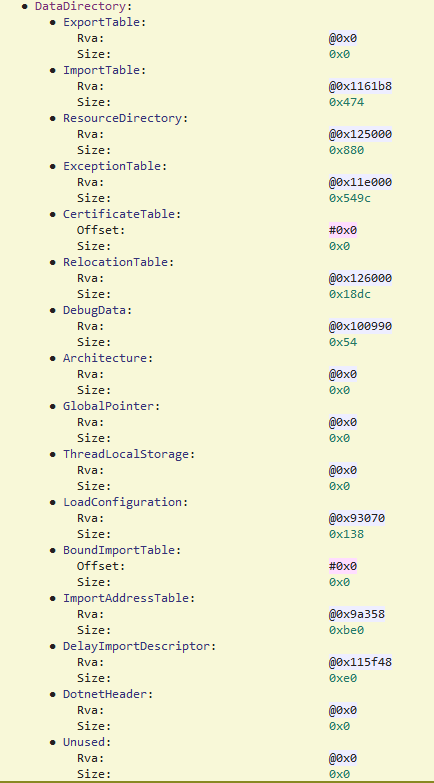 • DataDirectory:
• ExportTable:
Rva: @0x0
Size: 0x0
• ImportTable:
Rva: @0x1161b8
Size: 0x474
• ResourceDirectory:
Rva: @0x125000
Size: 0x880
• ExceptionTable:
Rva: @0x11e000
Size: 0x549c
• CertificateTable:
Offset: #0x0
Size: 0x0
• RelocationTable:
Rva: @0x126000
Size: 0x18dc
• DebugData:
Rva: @0x100990
Size: 0x54
• Architecture:
Rva: @0x0
Size: 0x0
• GlobalPointer:
Rva: @0x0
Size: 0x0
• ThreadLocalStorage:
Rva: @0x0
Size: 0x0
• LoadConfiguration:
Rva: @0x93070
Size: 0x138
• BoundImportTable:
Offset: #0x0
Size: 0x0
• ImportAddressTable:
Rva: @0x9a358
Size: 0xbe0
• DelayImportDescriptor:
Rva: @0x115f48
Size: 0xe0
• DotnetHeader:
Rva: @0x0
Size: 0x0
• Unused:
Rva: @0x0
Size: 0x0